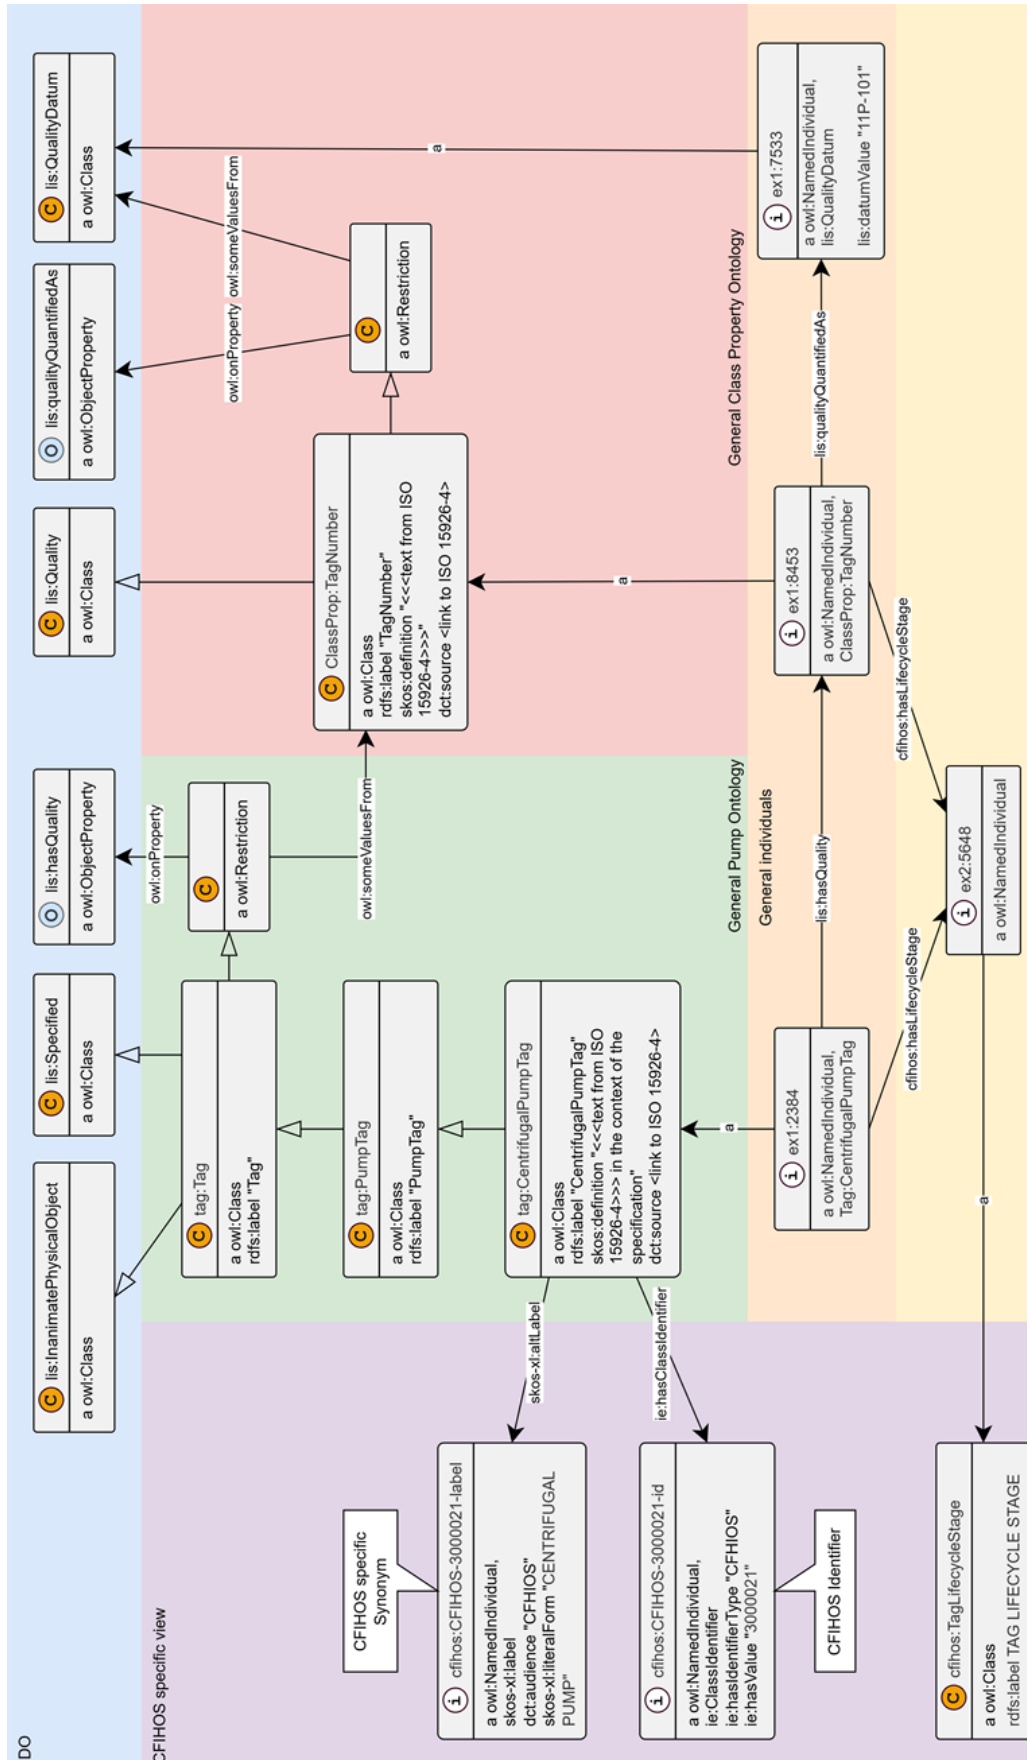 DO
lis:InanimatePhysicalObject
a owl:Class
lis:Specified
a owl:Class
lis:hasQuality
a owl:ObjectProperty
lis:Quality
a owl:Class
lis:qualityQuantifiedAs
a owl:ObjectProperty
lis:QualityDatum
a owl:Class
CFIHOS specific view
owl:onProperty
owl:onProperty
owl:someValuesFrom
tag:Tag
a owl:Class
rdfs:label "Tag"
C
a owl:Restriction
C
a owl:Restriction
owl:someValuesFrom
tag:PumpTag
a owl:Class
rdfs:label "PumpTag"
ClassProp:TagNumber
a owl:Class
rdfs:label "TagNumber"
skos:definition "<<<text from ISO
15926-4>>>"
dct:source <link to ISO 15926-4>
a
CFIHOS specific
Synonym
cfihos:CFIHOS-3000021-label
a owl:NamedIndividual,
skos-xl:label
dct:audience "CFHIOS"
skos-xl:literalForm "CENTRIFUGAL
PUMP"
skos-xl:altLabel
tag:CentrifugalPumpTag
a owl:Class
rdfs:label "CentrifugalPumpTag"
skos:definition "<<<text from ISO
15926-4>>> in the context of the
specification"
dct:source <link to ISO 15926-4>
ie:hasClassIdentifier
cfihos:CFIHOS-3000021-id
a owl:NamedIndividual,
ie:ClassIdentifier
ie:hasIdentifierType "CFHIOS"
ie:hasValue "3000021"
CFIHOS Identifier
a
a
General Pump Ontology
General Class Property Ontology
General individuals
ex1:2384
a owl:NamedIndividual,
Tag:CentrifugalPumpTag
lis:hasQuality
ex1:8453
a owl:NamedIndividual,
ClassProp:TagNumber
lis:qualityQuantifiedAs
ex1:7533
a owl:NamedIndividual,
lis:QualityDatum
lis:datumValue "11P-101"
cfihos:hasLifecycleStage
cfihos:hasLifecycleStage
cfihos:TagLifecycleStage
a owl:Class
rdfs:label TAG LIFECYCLE STAGE
a
ex2:5648
a owl:NamedIndividual